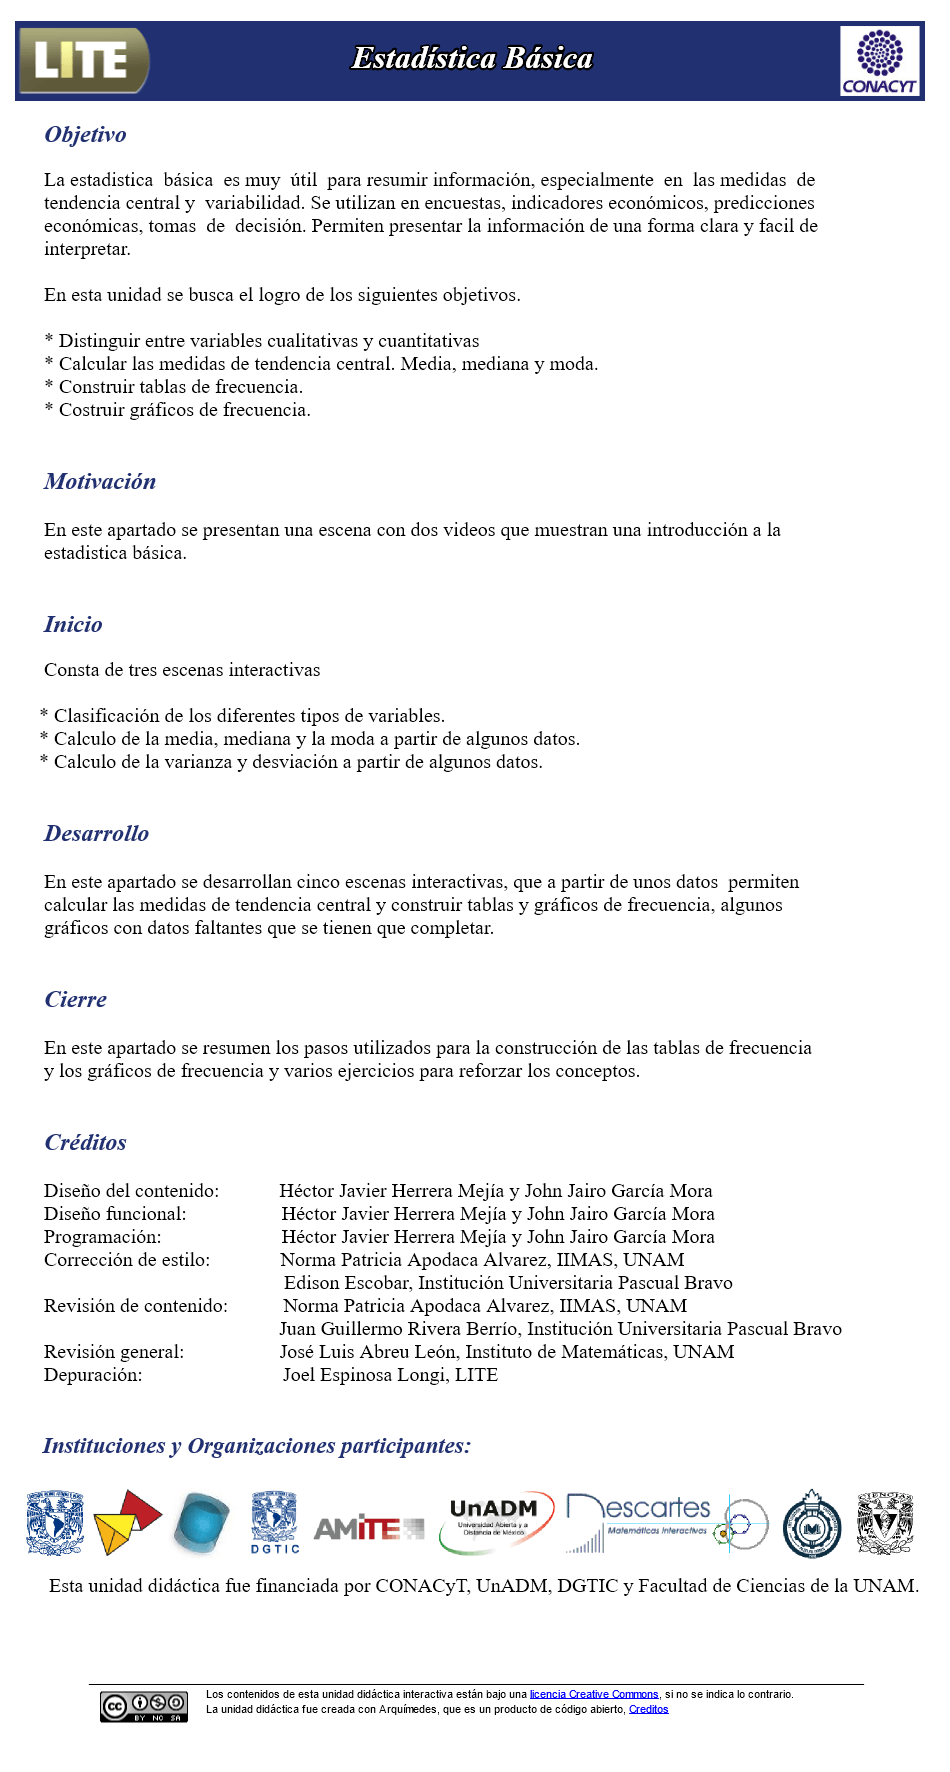 LITE
Estadística Básica
CONACYT
Objetivo
La estadistica básica es muy útil para resumir información, especialmente en las medidas de
tendencia central y variabilidad. Se utilizan en encuestas, indicadores económicos, predicciones
económicas, tomas de decisión. Permiten presentar la información de una forma clara y facil de
interpretar.
En esta unidad se busca el logro de los siguientes objetivos.
* Distinguir entre variables cualitativas y cuantitativas
* Calcular las medidas de tendencia central. Media, mediana y moda.
* Construir tablas de frecuencia.
* Costruir gráficos de frecuencia.
Motivación
En este apartado se presentan una escena con dos videos que muestran una introducción a la
estadistica básica.
Inicio
Consta de tres escenas interactivas
* Clasificación de los diferentes tipos de variables.
* Calculo de la media, mediana y la moda a partir de algunos datos.
* Calculo de la varianza y desviación a partir de algunos datos.
Desarrollo
En este apartado se desarrollan cinco escenas interactivas, que a partir de unos datos permiten
calcular las medidas de tendencia central y construir tablas y gráficos de frecuencia, algunos
gráficos con datos faltantes que se tienen que completar.
Cierre
En este apartado se resumen los pasos utilizados para la construcción de las tablas de frecuencia
y los gráficos de frecuencia y varios ejercicios para reforzar los conceptos.
Créditos
Diseño del contenido: Héctor Javier Herrera Mejía y John Jairo García Mora
Diseño funcional: Héctor Javier Herrera Mejía y John Jairo García Mora
Programación: Héctor Javier Herrera Mejía y John Jairo García Mora
Corrección de estilo: Norma Patricia Apodaca Alvarez, IIMAS, UNAM
Edison Escobar, Institución Universitaria Pascual Bravo
Revisión de contenido: Norma Patricia Apodaca Alvarez, IIMAS, UNAM
Juan Guillermo Rivera Berrío, Institución Universitaria Pascual Bravo
Revisión general: José Luis Abreu León, Instituto de Matemáticas, UNAM
Depuración: Joel Espinosa Longi, LITE
Instituciones y Organizaciones participantes:
DGTIC
AMITE
UnADM
Universidad Abierta y a
Distancia de México
Descartes
Matemáticas Interactivas
CIENCIAS
Esta unidad didáctica fue financiada por CONACyT, UnADM, DGTIC y Facultad de Ciencias de la UNAM.
cc BY NC SA
Los contenidos de esta unidad didáctica interactiva están bajo una licencia Creative Commons, si no se indica lo contrario.
La unidad didáctica fue creada con Arquímedes, que es un producto de código abierto, Creditos